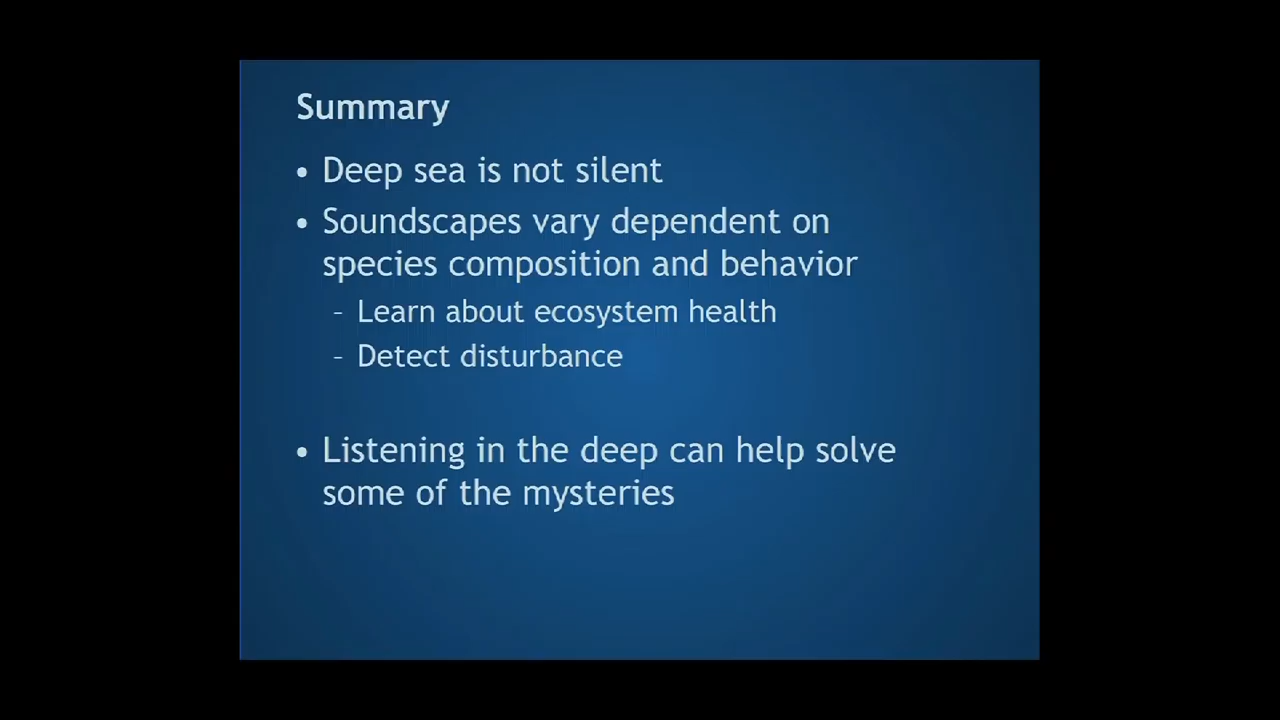 Summary
• Deep sea is not silent
• Soundscapes vary dependent on
species composition and behavior
– Learn about ecosystem health
– Detect disturbance
• Listening in the deep can help solve
some of the mysteries